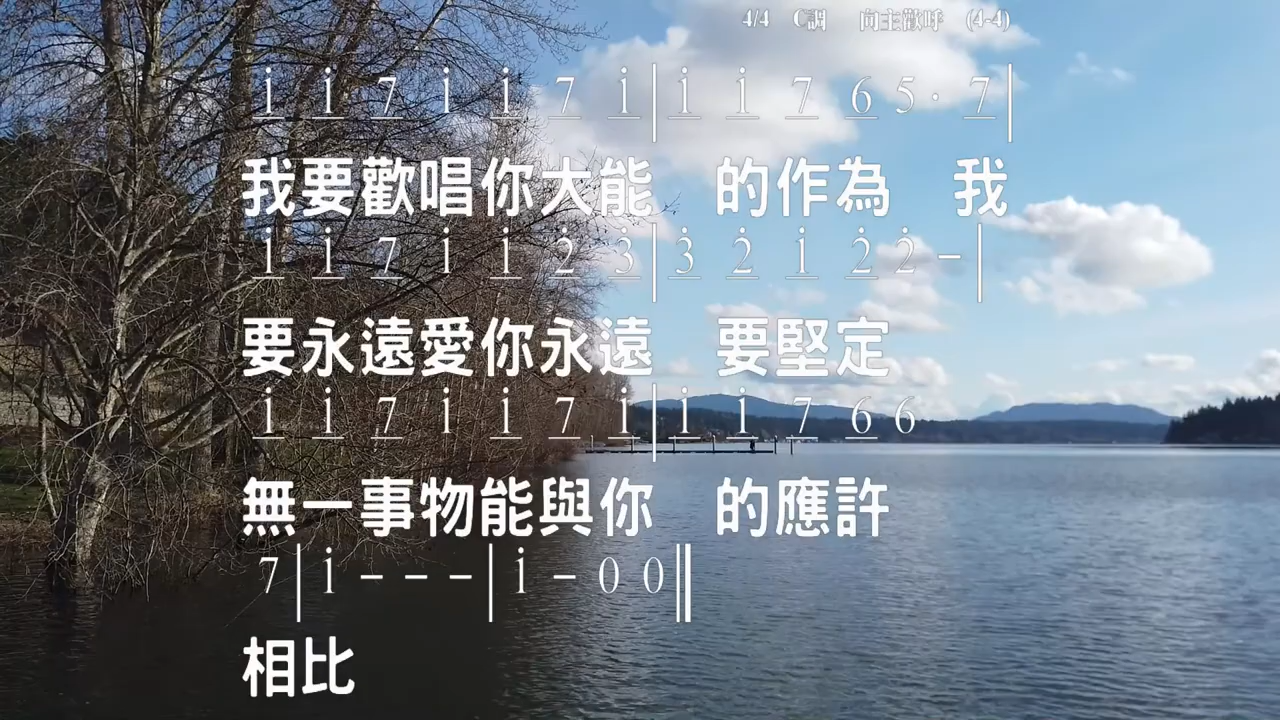 4/4 C調 向主歡呼 (4-4)
i̇ i̇ 7 i̇ i̇ 7 i̇ | i̇ i̇ 7 6 5· 7 |
我要歡唱你大能 的作為 我
i̇ i̇ 7 i̇ i̇ 2̇ 3̇ | 3̇ 2̇ i̇ 2̇ 2̇ – |
要永遠愛你永遠 要堅定
i̇ i̇ 7 i̇ i̇ 7 i̇ | i̇ i̇ 7 6 6
無一事物能與你 的應許
7 | i̇ – – – | i̇ – 0 0 ‖
相比